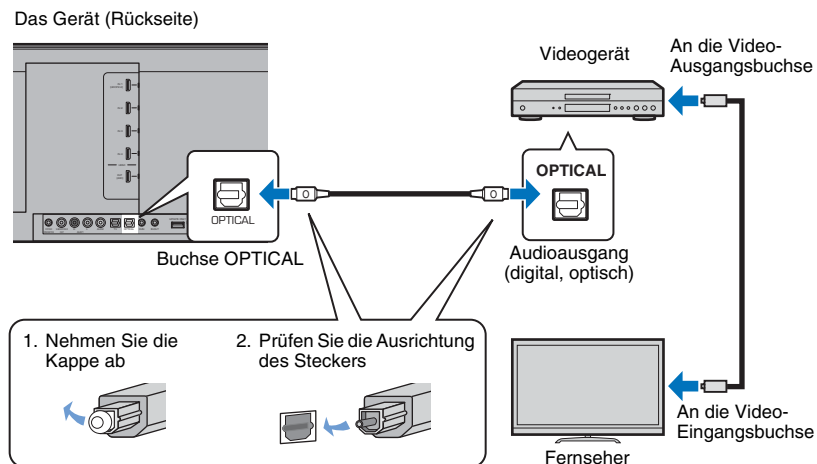 Das Gerät (Rückseite)
Videogerät
An die Video-
Ausgangsbuchse
OPTICAL
OPTICAL
Buchse OPTICAL
Audioausgang
(digital, optisch)
1. Nehmen Sie die
Kappe ab
2. Prüfen Sie die Ausrichtung
des Steckers
An die Video-
Eingangsbuchse
Fernseher